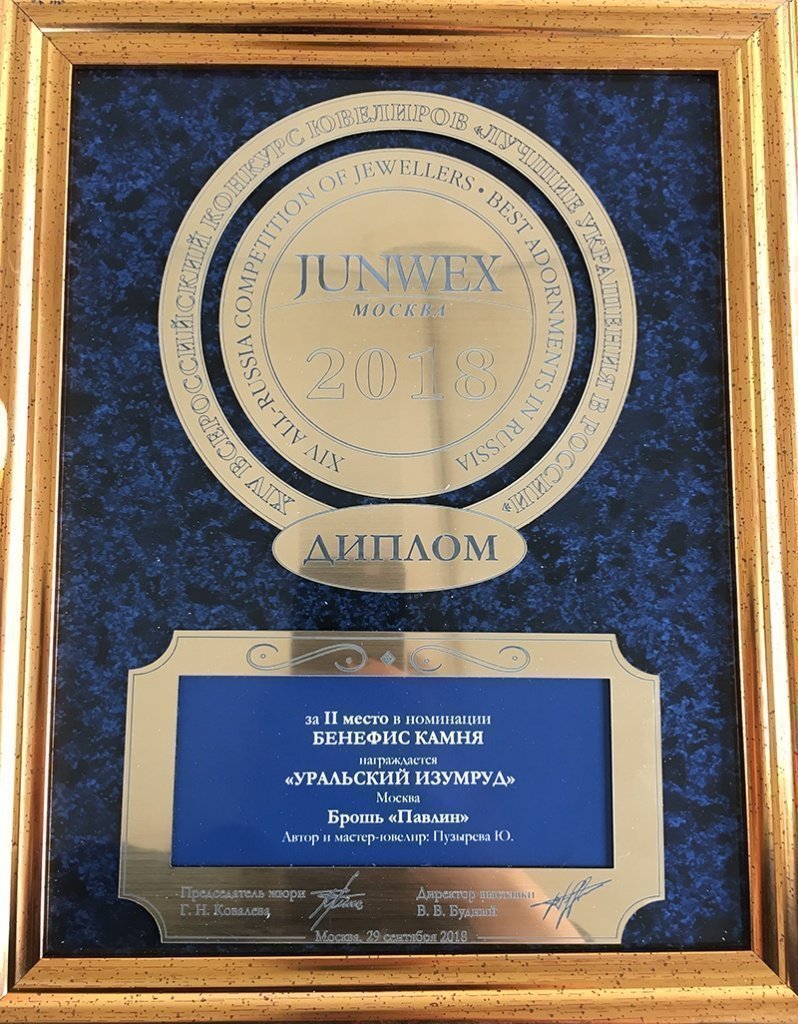 XIV ВСЕРОССИЙСКИЙ КОНКУРС ЮВЕЛИРОВ «ЛУЧШИЕ УКРАШЕНИЯ В РОССИИ»
XIV ALL-RUSSIA COMPETITION OF JEWELLERS • BEST ADORNMENTS IN RUSSIA
JUNWEX
МОСКВА
2018
ДИПЛОМ
за II место в номинации
БЕНЕФИС КАМНЯ
награждается
«УРАЛЬСКИЙ ИЗУМРУД»
Москва
Брошь «Павлин»
Автор и мастер-ювелир: Пузырева Ю.
Председатель жюри
Г. Н. Ковалева
Директор выставки
В. В. Будный
Москва, 29 сентября 2018